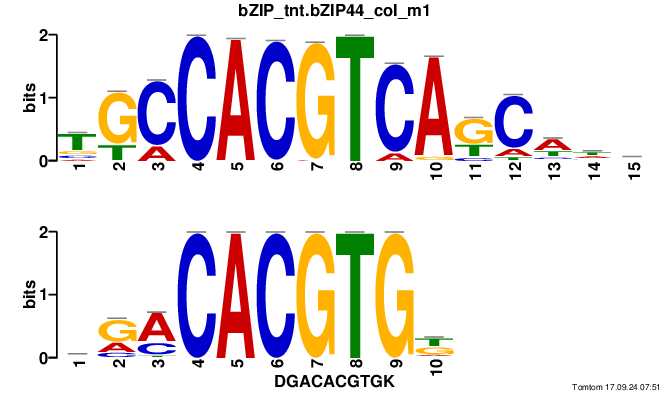 bZIP_tnt.bZIP44_col_m1
2
bits
1
0
T G C C A C G T C A G C A
T A A T A
1 2 3 4 5 6 7 8 9 10 11 12 13 14 15
2
bits
1
0
G A C A C G T G T
A C G
1 2 3 4 5 6 7 8 9 10
DGACACGTGK
Tomtom 17.09.24 07:51